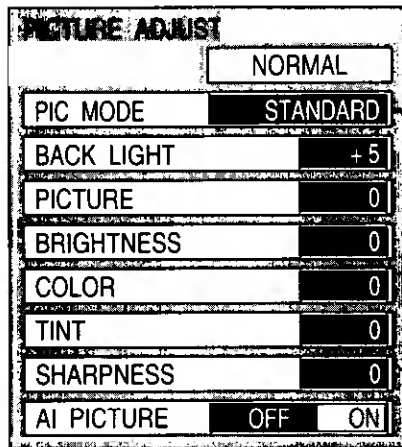 PICTURE ADJUST
NORMAL
PIC MODE STANDARD
BACK LIGHT +5
PICTURE 0
BRIGHTNESS 0
COLOR 0
TINT 0
SHARPNESS 0
AI PICTURE OFF ON